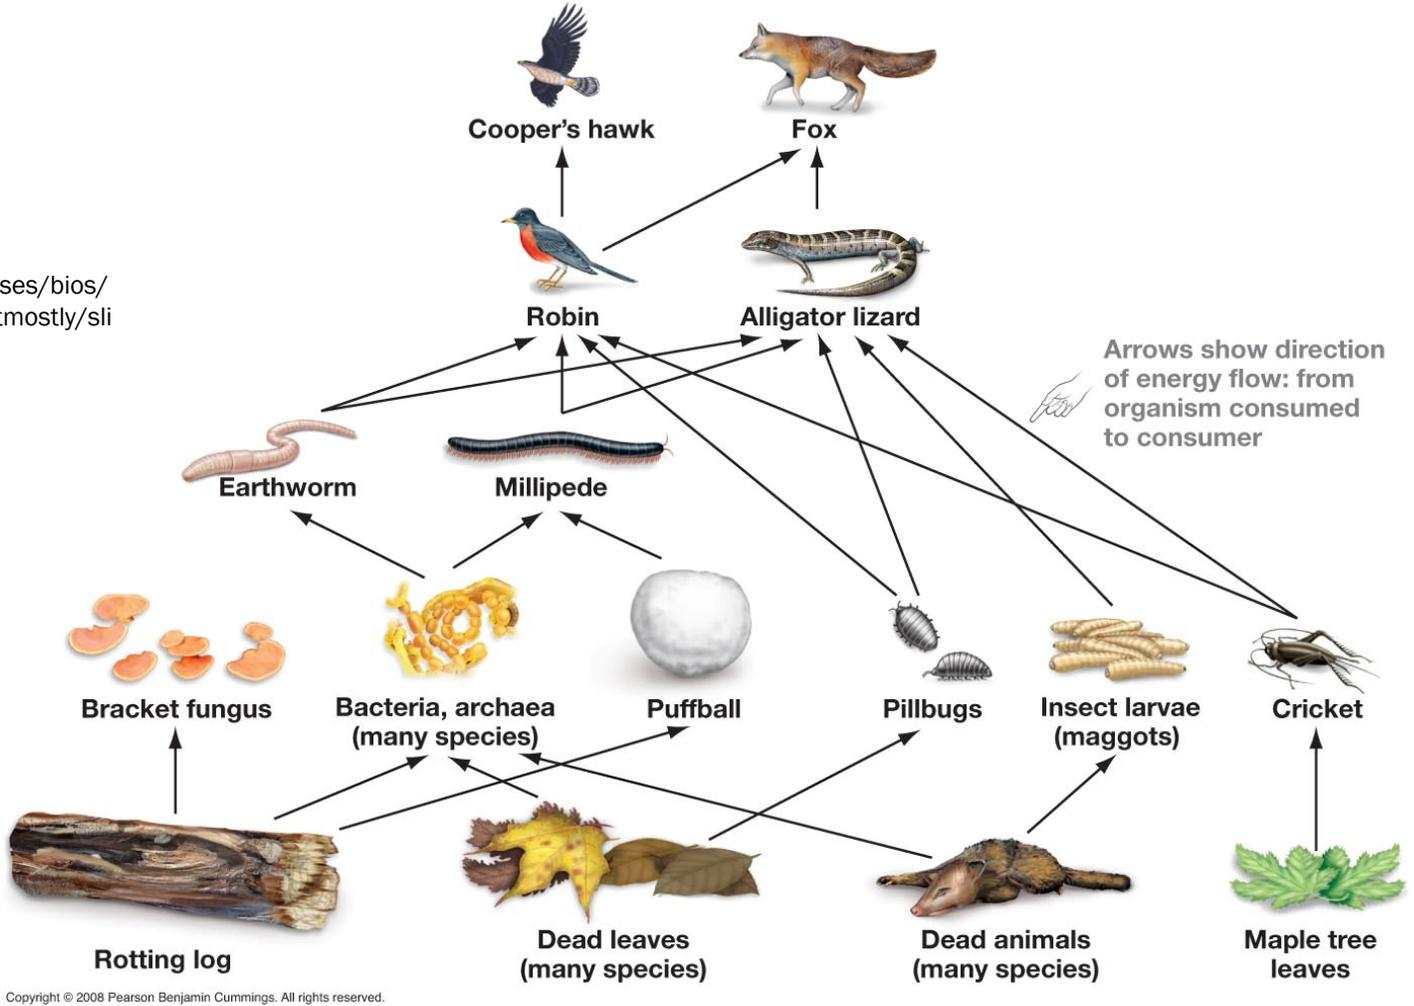 Cooper's hawk
Fox
ses/bios/
tmostly/sli
Robin
Alligator lizard
Arrows show direction
of energy flow: from
organism consumed
to consumer
Earthworm
Millipede
Bracket fungus
Bacteria, archaea
(many species)
Puffball
Pillbugs
Insect larvae
(maggots)
Cricket
Rotting log
Dead leaves
(many species)
Dead animals
(many species)
Maple tree
leaves
Copyright © 2008 Pearson Benjamin Cummings. All rights reserved.